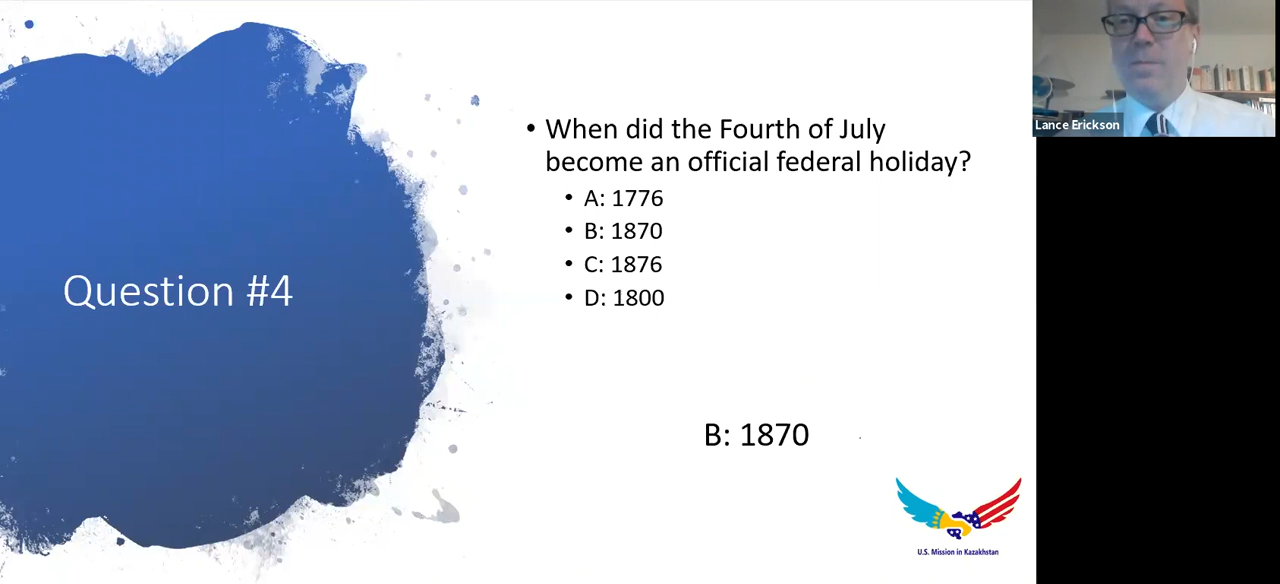 Question #4
• When did the Fourth of July
become an official federal holiday?
• A: 1776
• B: 1870
• C: 1876
• D: 1800
B: 1870
U.S. Mission in Kazakhstan
Lance Erickson